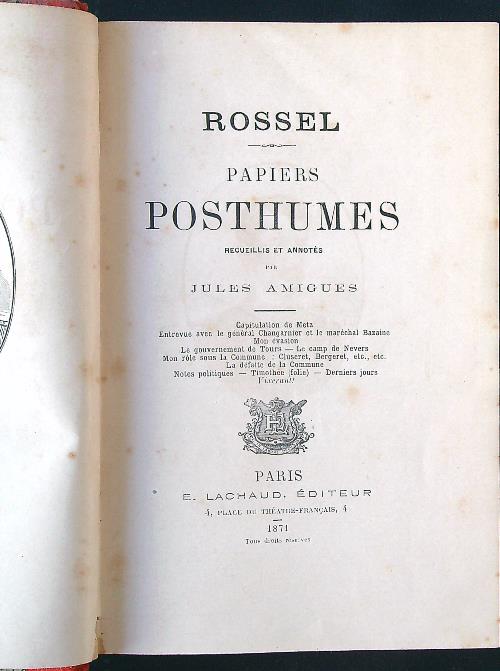 ROSSEL
PAPIERS
POSTHUMES
RECUEILLIS ET ANNOTÉS
PAR
JULES AMIGUES
Capitulation de Metz
Entrevue avec le général Changarnier et le maréchal Bazaine
Mon évasion
Le gouvernement de Tours — Le camp de Nevers
Mon rôle sous la Commune : Cluseret, Bergeret, etc., etc.
La défaite de la Commune
Notes politiques — Timothée (folie) — Derniers jours
PARIS
E. LACHAUD, ÉDITEUR
4, PLACE DU THÉATRE-FRANÇAIS, 4
1871
Tous droits réservés